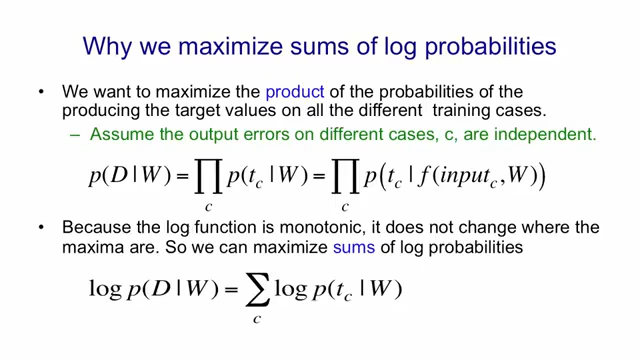 Why we maximize sums of log probabilities
• We want to maximize the product of the probabilities of the
producing the target values on all the different training cases.
– Assume the output errors on different cases, c, are independent.
p(D | W) = ∏_c p(t_c | W) = ∏_c p(t_c | f(input_c, W))
• Because the log function is monotonic, it does not change where the
maxima are. So we can maximize sums of log probabilities
log p(D | W) = ∑_c log p(t_c | W)